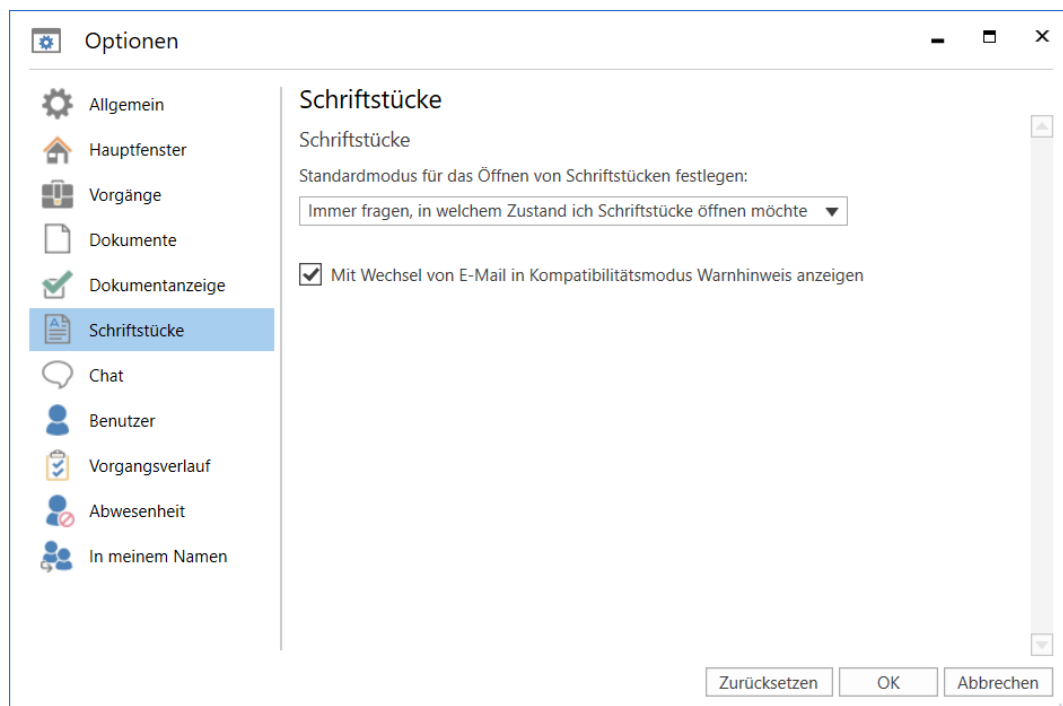 Optionen
Allgemein
Hauptfenster
Vorgänge
Dokumente
Dokumentanzeige
Schriftstücke
Chat
Benutzer
Vorgangsverlauf
Abwesenheit
In meinem Namen
Schriftstücke
Schriftstücke
Standardmodus für das Öffnen von Schriftstücken festlegen:
Immer fragen, in welchem Zustand ich Schriftstücke öffnen möchte
Mit Wechsel von E-Mail in Kompatibilitätsmodus Warnhinweis anzeigen
Zurücksetzen OK Abbrechen